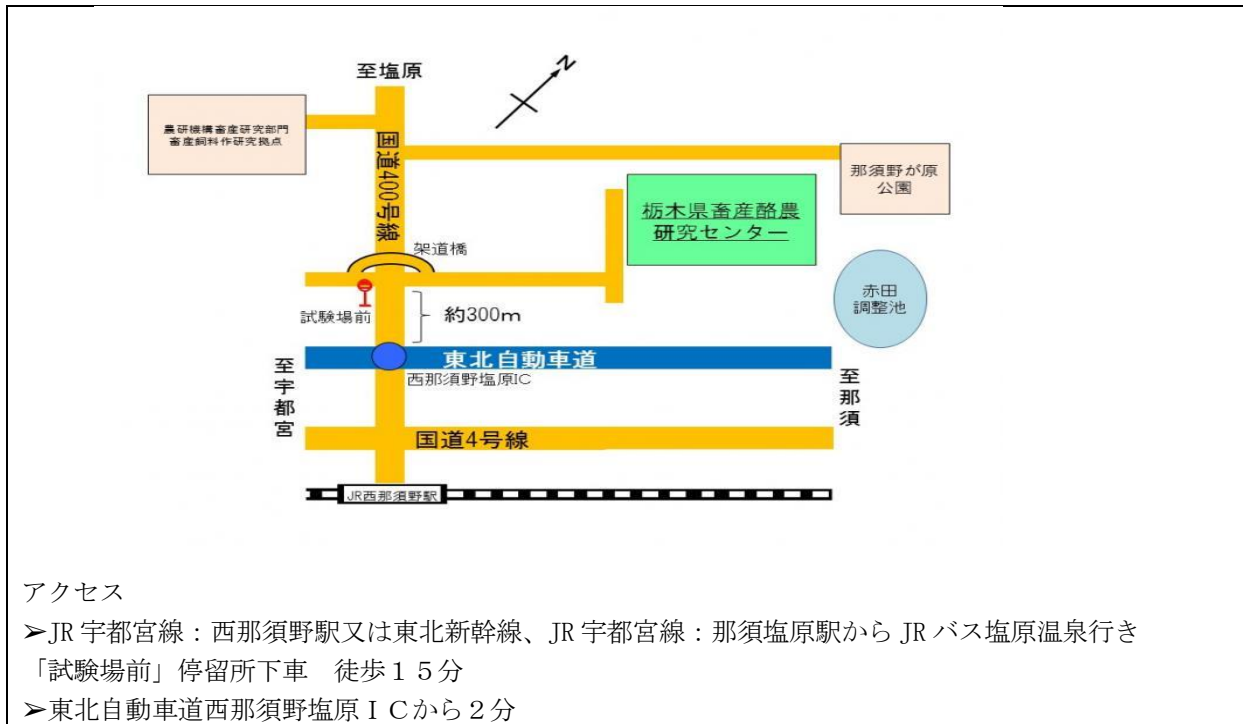 至塩原
N
農研機構畜産研究部門
畜産飼料作研究拠点
国道400号線
那須野が原
公園
栃木県畜産酪農
研究センター
架道橋
試験場前
約300m
赤田
調整池
東北自動車道
西那須野塩原IC
至宇都宮
至那須
国道4号線
JR西那須野駅
アクセス
➢JR宇都宮線:西那須野駅又は東北新幹線、JR宇都宮線:那須塩原駅からJRバス塩原温泉行き
「試験場前」停留所下車　徒歩15分
➢東北自動車道西那須野塩原ICから2分